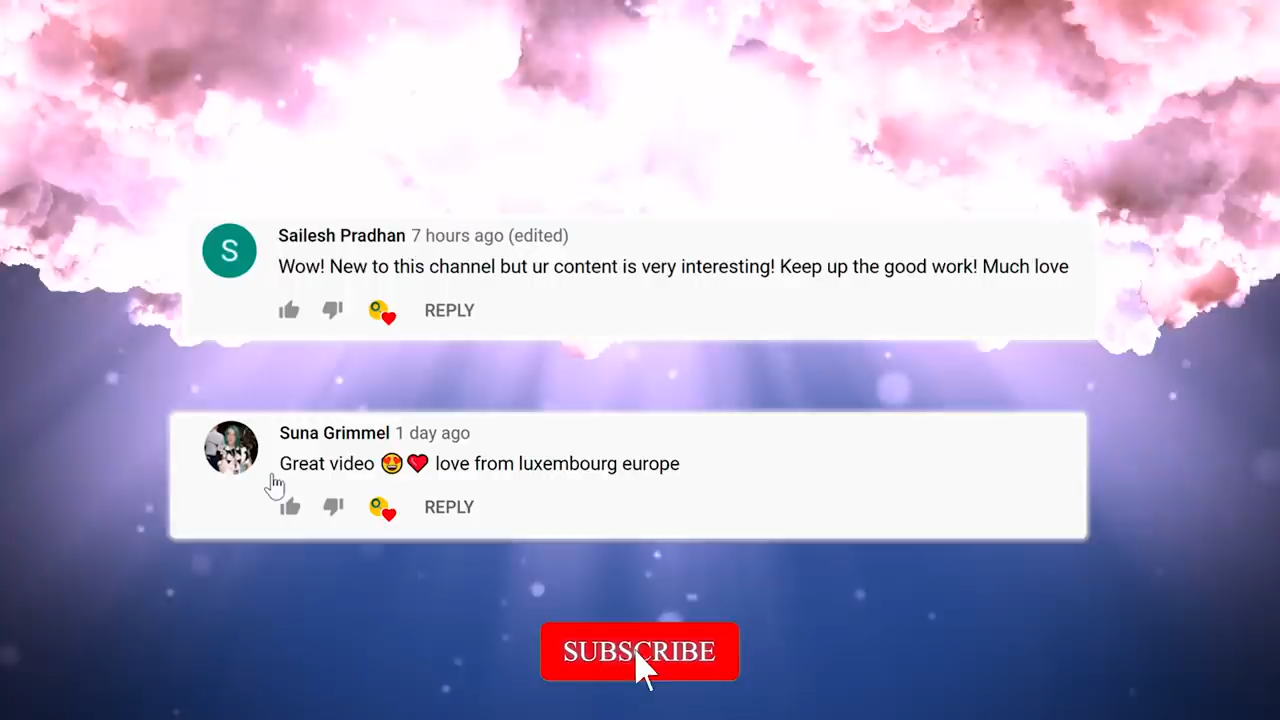 S
Sailesh Pradhan 7 hours ago (edited)
Wow! New to this channel but ur content is very interesting! Keep up the good work! Much love
REPLY
Suna Grimmel 1 day ago
Great video 😍❤️ love from luxembourg europe
REPLY
SUBSCRIBE